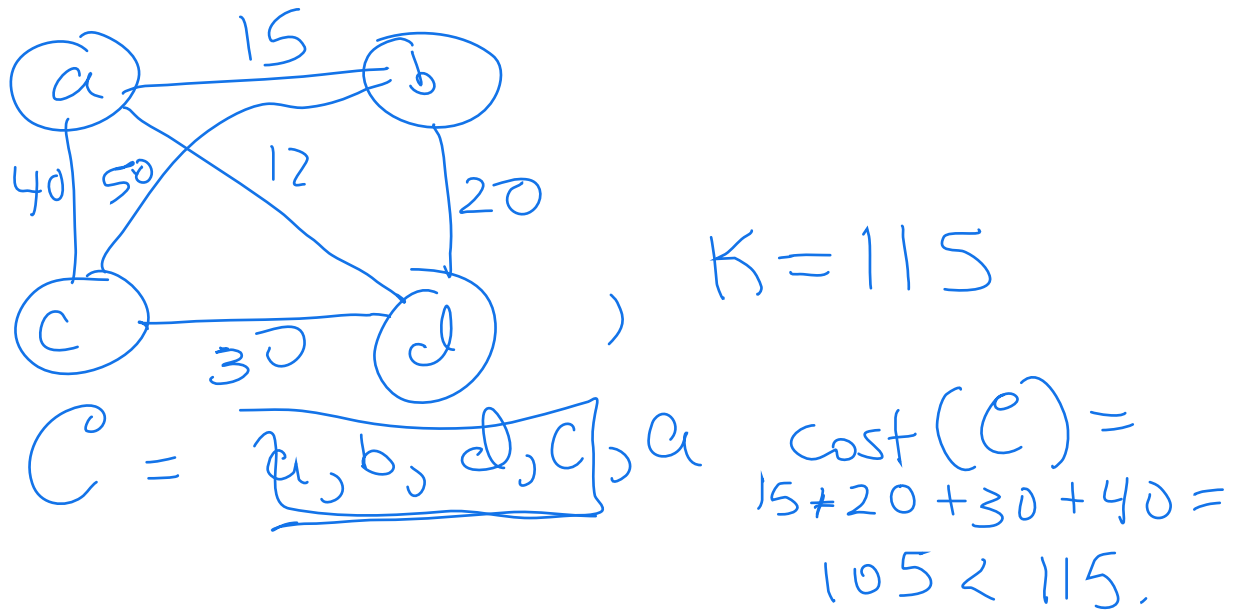 15
a b
40 50 12 20
K = 115
c d ,
30
C = a, b, d, c, a
cost(C) =
15 + 20 + 30 + 40 =
105 < 115.